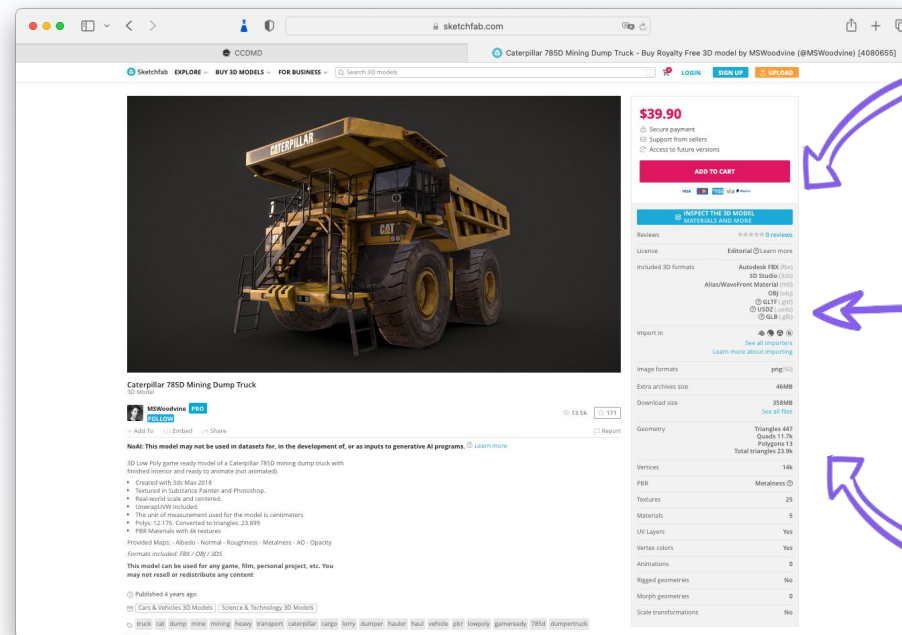 sketchfab.com
CCDMD
Caterpillar 785D Mining Dump Truck - Buy Royalty Free 3D model by MSWoodvine (@MSWoodvine) [4080655]
Sketchfab EXPLORE BUY 3D MODELS FOR BUSINESS Search 3D models LOGIN SIGN UP UPLOAD
CATERPILLAR
CAT
$39.90
Secure payment
Support from sellers
Access to future versions
ADD TO CART
VISA via PayPal
INSPECT THE 3D MODEL
MATERIALS AND MORE
Reviews 0 reviews
License Editorial Learn more
Included 3D formats Autodesk FBX (fbx)
3D Studio (3ds)
Alias/WaveFront Material (mtl)
OBJ (obj)
GLTF (.gltf)
USDZ (.usdz)
GLB (.glb)
Import in
See all importers
Learn more about importing
Image formats png(50)
Extra archives size 46MB
Download size 358MB
See all files
Geometry Triangles 447
Quads 11.7k
Polygons 13
Total triangles 23.9k
Vertices 14k
PBR Metalness
Textures 25
Materials 5
UV Layers Yes
Vertex colors Yes
Animations 0
Rigged geometries No
Morph geometries 0
Scale transformations No
Caterpillar 785D Mining Dump Truck
3D Model
MSWoodvine PRO
FOLLOW
13.5k 171
Add To Embed Share Report
NoAI: This model may not be used in datasets for, in the development of, or as inputs to generative AI programs. Learn more
3D Low Poly game ready model of a Caterpillar 785D mining dump truck with
finished interior and ready to animate (not animated).
• Created with 3ds Max 2018
• Textured in Substance Painter and Photoshop.
• Real-world scale and centered.
• UnwrapUVW included.
• The unit of measurement used for the model is centimeters
• Polys: 12.176. Converted to triangles: 23.899
• PBR Materials with 4k textures
Provided Maps: - Albedo - Normal - Roughness - Metalness - AO - Opacity
Formats included: FBX / OBJ / 3DS
This model can be used for any game, film, personal project, etc. You
may not resell or redistribute any content
Published 4 years ago
Cars & Vehicles 3D Models Science & Technology 3D Models
truck cat dump mine mining heavy transport caterpillar cargo lorry dumper hauler haul vehicle pbr lowpoly gameready 785d dumpertruck